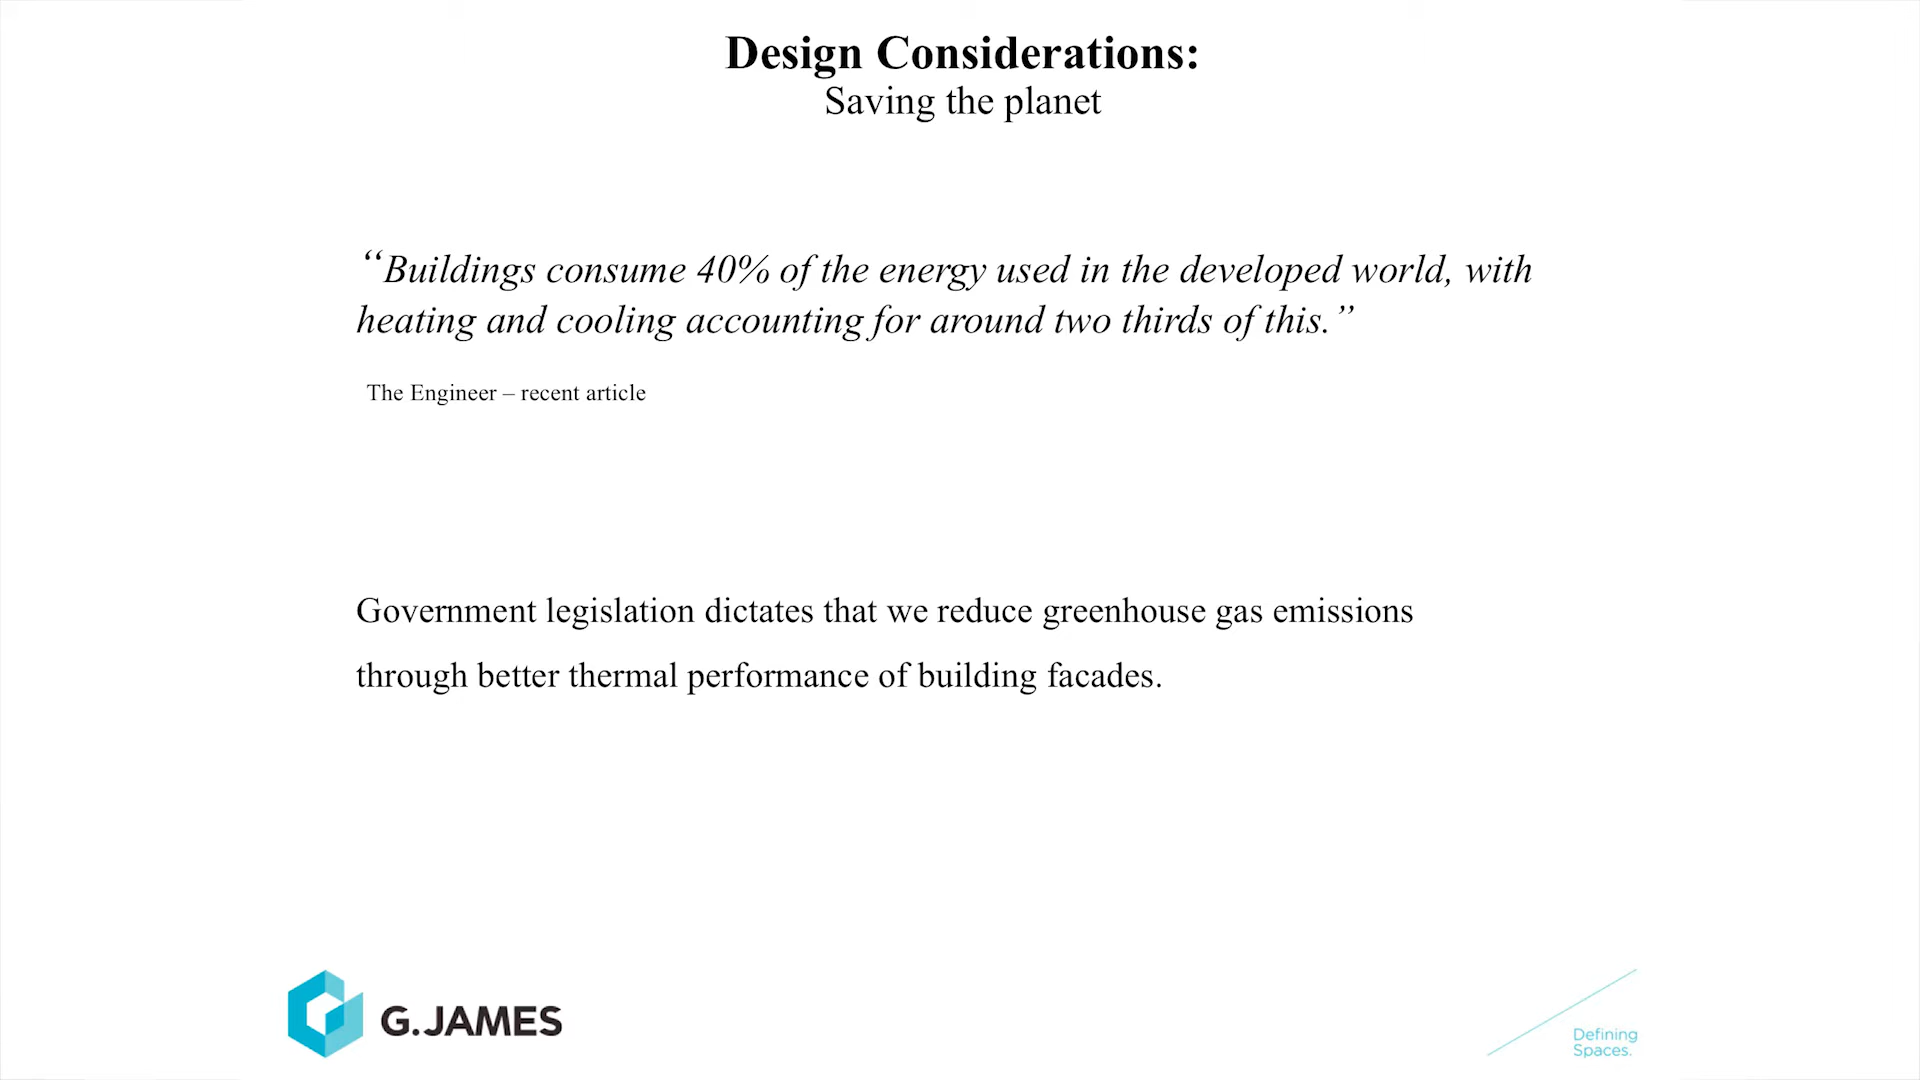 Design Considerations:
Saving the planet
“Buildings consume 40% of the energy used in the developed world, with
heating and cooling accounting for around two thirds of this.”
The Engineer – recent article
Government legislation dictates that we reduce greenhouse gas emissions
through better thermal performance of building facades.
G.JAMES
Defining
Spaces.